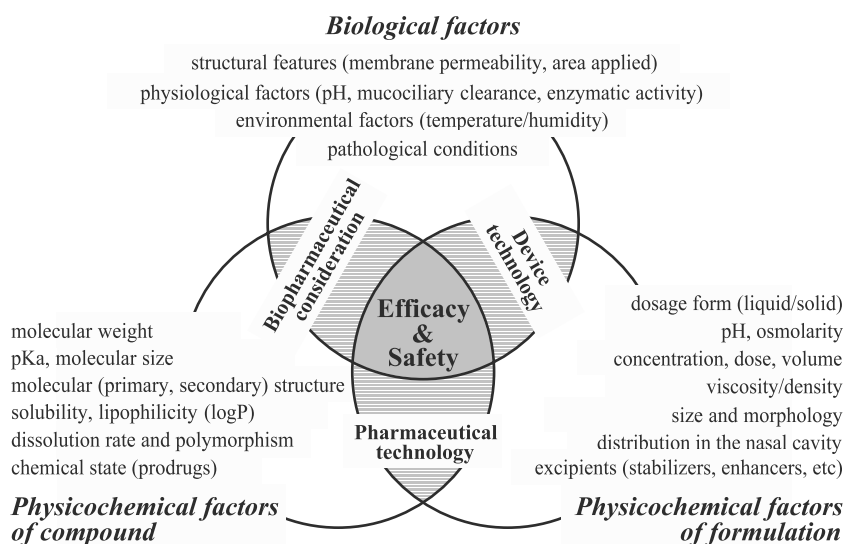 Biological factors
structural features (membrane permeability, area applied)
physiological factors (pH, mucociliary clearance, enzymatic activity)
environmental factors (temperature/humidity)
pathological conditions
Biopharmaceutical
consideration
Device
technology
Efficacy
&
Safety
Pharmaceutical
technology
molecular weight
pKa, molecular size
molecular (primary, secondary) structure
solubility, lipophilicity (logP)
dissolution rate and polymorphism
chemical state (prodrugs)
Physicochemical factors
of compound
dosage form (liquid/solid)
pH, osmolarity
concentration, dose, volume
viscosity/density
size and morphology
distribution in the nasal cavity
excipients (stabilizers, enhancers, etc)
Physicochemical factors
of formulation